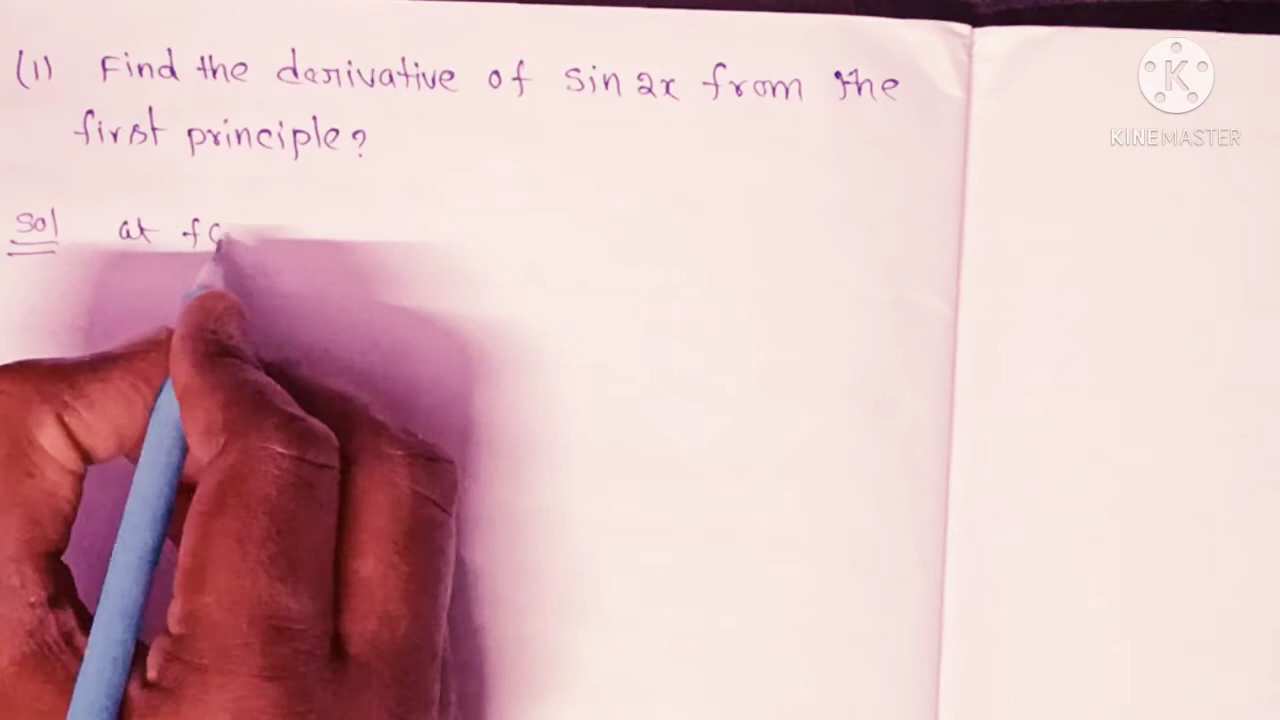 (1) Find the derivative of sin 2x from the
first principle?
Sol at f(
K
KINEMASTER